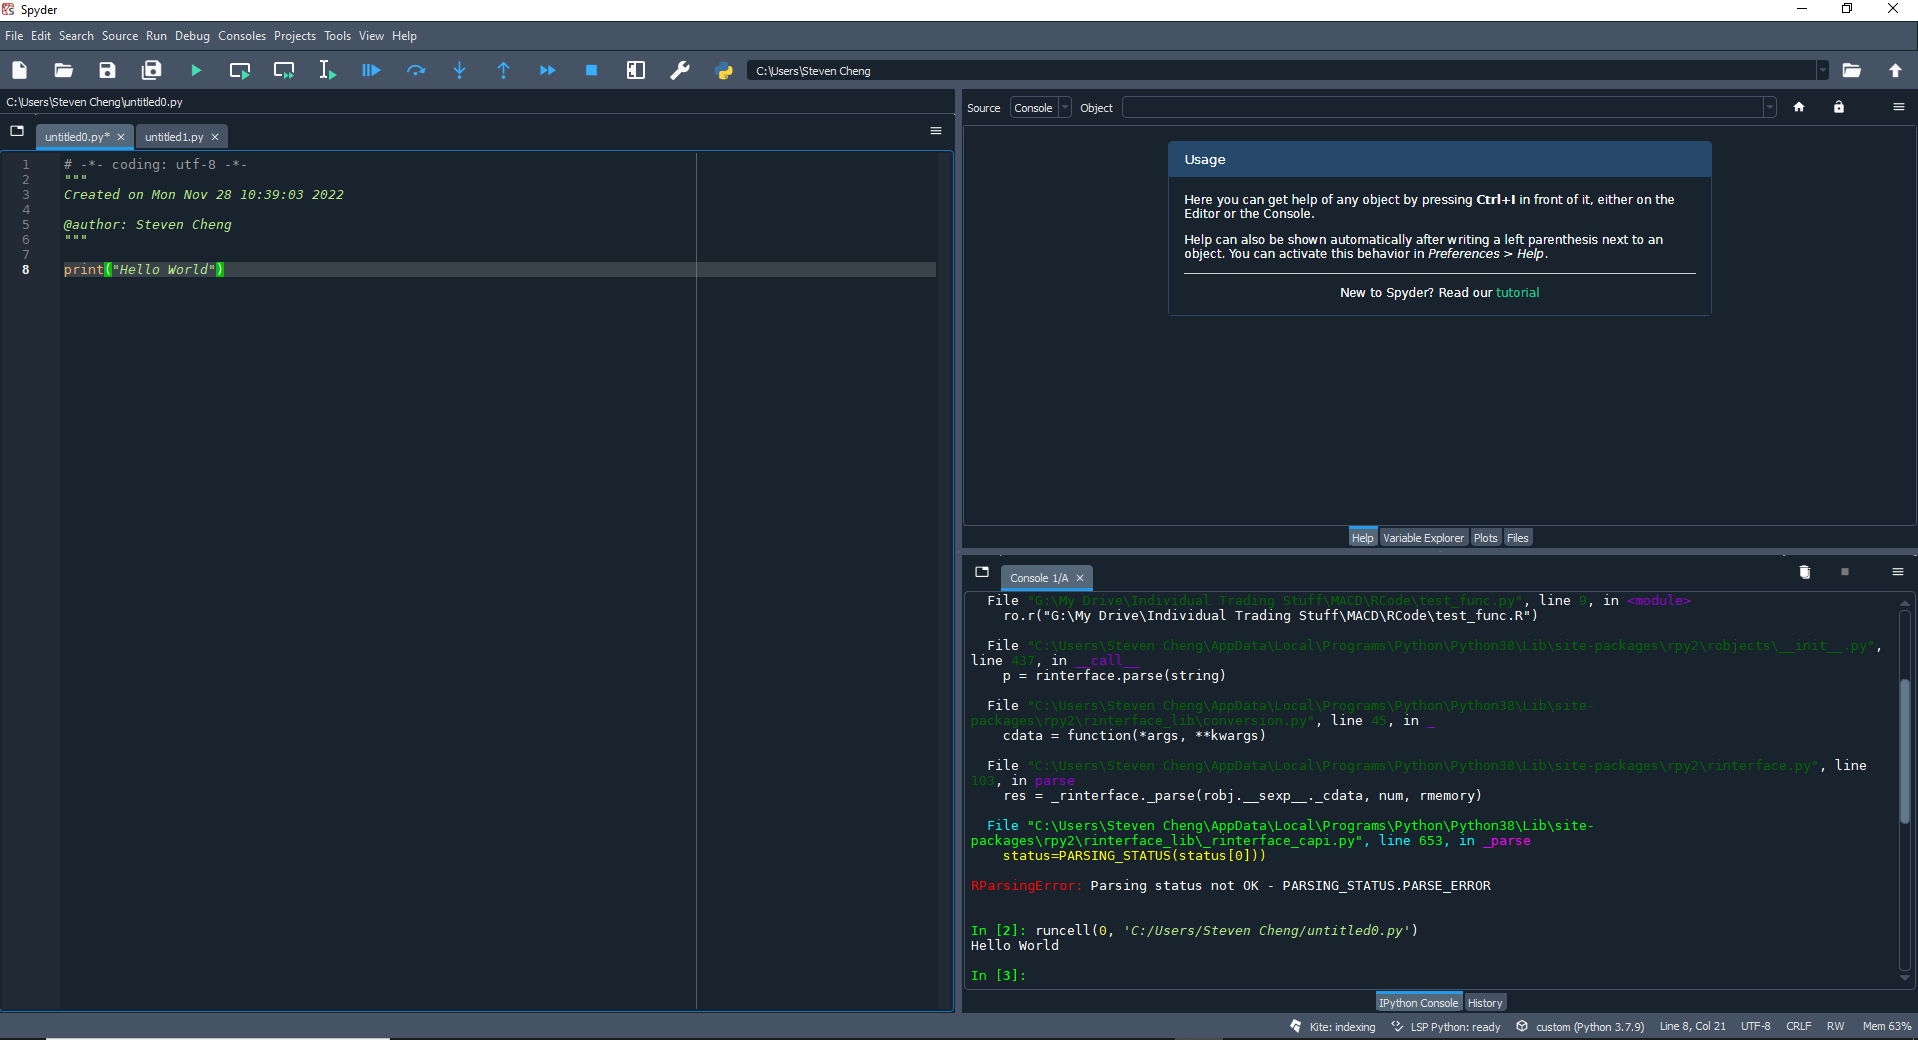 Spyder
File Edit Search Source Run Debug Consoles Projects Tools View Help
C:\Users\Steven Cheng
C:\Users\Steven Cheng\untitled0.py
untitled0.py*
untitled1.py
1 # -*- coding: utf-8 -*-
2 """
3 Created on Mon Nov 28 10:39:03 2022
4
5 @author: Steven Cheng
6 """
7
8 print("Hello World")
Source Console Object
Usage
Here you can get help of any object by pressing Ctrl+I in front of it, either on the
Editor or the Console.
Help can also be shown automatically after writing a left parenthesis next to an
object. You can activate this behavior in Preferences > Help.
New to Spyder? Read our tutorial
Help Variable Explorer Plots Files
Console 1/A
File "G:\My Drive\Individual Trading Stuff\MACD\RCode\test_func.py", line 9, in <module>
ro.r("G:\My Drive\Individual Trading Stuff\MACD\RCode\test_func.R")
File "C:\Users\Steven Cheng\AppData\Local\Programs\Python\Python38\Lib\site-packages\rpy2\robjects\__init__.py",
line 437, in __call__
p = rinterface.parse(string)
File "C:\Users\Steven Cheng\AppData\Local\Programs\Python\Python38\Lib\site-
packages\rpy2\rinterface_lib\conversion.py", line 45, in _
cdata = function(*args, **kwargs)
File "C:\Users\Steven Cheng\AppData\Local\Programs\Python\Python38\Lib\site-packages\rpy2\rinterface.py", line
103, in parse
res = _rinterface._parse(robj.__sexp__._cdata, num, rmemory)
File "C:\Users\Steven Cheng\AppData\Local\Programs\Python\Python38\Lib\site-
packages\rpy2\rinterface_lib\_rinterface_capi.py", line 653, in _parse
status=PARSING_STATUS(status[0]))
RParsingError: Parsing status not OK - PARSING_STATUS.PARSE_ERROR
In [2]: runcell(0, 'C:/Users/Steven Cheng/untitled0.py')
Hello World
In [3]:
IPython Console History
Kite: indexing LSP Python: ready custom (Python 3.7.9) Line 8, Col 21 UTF-8 CRLF RW Mem 63%